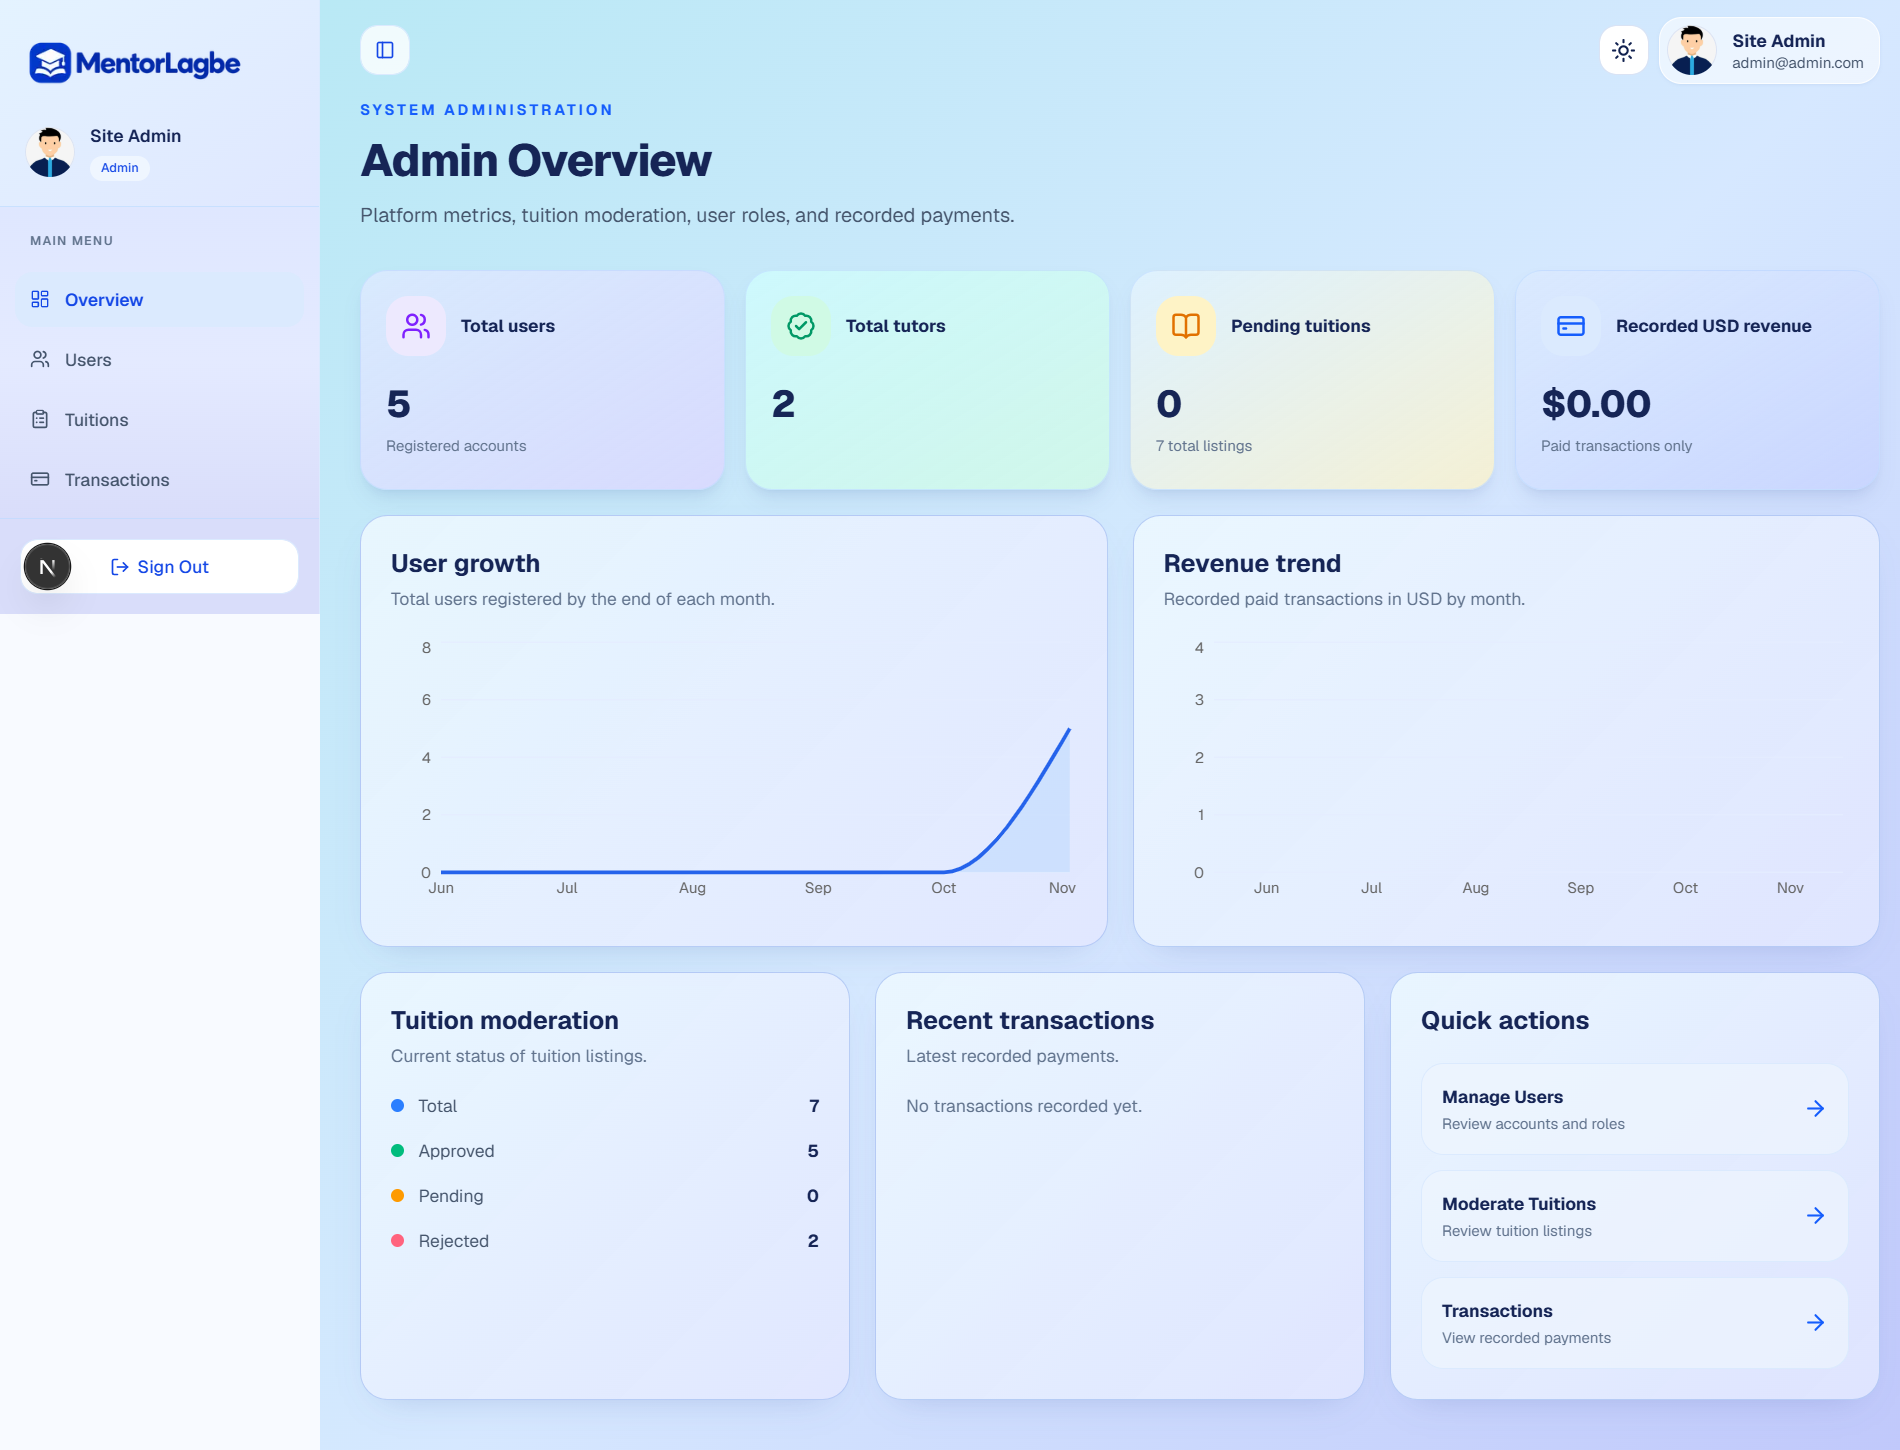 MentorLagbe
Site Admin
Admin
MAIN MENU
Overview
Users
Tuitions
Transactions
N
Sign Out
Site Admin
admin@admin.com
SYSTEM ADMINISTRATION
Admin Overview
Platform metrics, tuition moderation, user roles, and recorded payments.
Total users
5
Registered accounts
Total tutors
2
Pending tuitions
0
7 total listings
Recorded USD revenue
$0.00
Paid transactions only
User growth
Total users registered by the end of each month.
8
6
4
2
0
Jun Jul Aug Sep Oct Nov
Revenue trend
Recorded paid transactions in USD by month.
4
3
2
1
0
Jun Jul Aug Sep Oct Nov
Tuition moderation
Current status of tuition listings.
Total 7
Approved 5
Pending 0
Rejected 2
Recent transactions
Latest recorded payments.
No transactions recorded yet.
Quick actions
Manage Users
Review accounts and roles
Moderate Tuitions
Review tuition listings
Transactions
View recorded payments